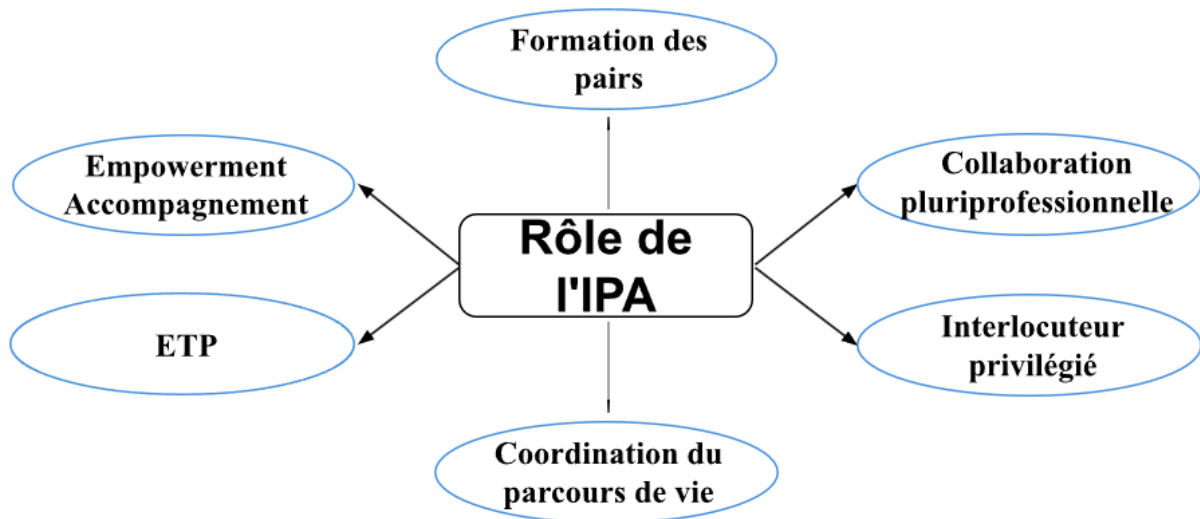 Formation des
pairs
Empowerment
Accompagnement
Collaboration
pluriprofessionnelle
Rôle de
l'IPA
ETP
Interlocuteur
privilégié
Coordination du
parcours de vie